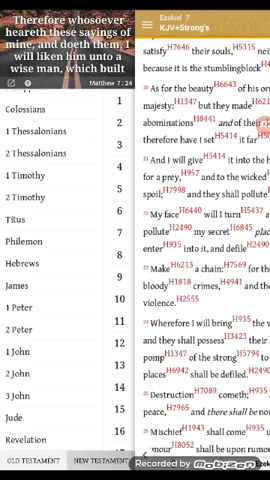 Therefore whosoever
heareth these sayings of
mine, and doeth them, I
will liken him unto a
wise man, which built
Matthew 7 : 24
Colossians
1 Thessalonians
2 Thessalonians
1 Timothy
2 Timothy
Titus
Philemon
Hebrews
James
1 Peter
2 Peter
1 John
2 John
3 John
Jude
Revelation
1
2
3
4
5
6
7
8
9
10
11
12
13
14
15
16
OLD TESTAMENT
NEW TESTAMENT
Ezekiel 7
KJV+Strong's
satisfy H7646 their souls, H5315
because it is the stumblingblock
20 As for the beauty H6643 of his
majesty: H1347 but they made
abominations H8441 and of their
therefore have I set H5414 it far
21 And I will give H5414 it into the
for a prey, H957 and to the wicked
spoil; H7998 and they shall pollute
22 My face H6440 will I turn H5437
pollute H2490 my secret H6845
enter H935 into it, and defile H2490
23 Make H6213 a chain: H7569 for the
bloody H1818 crimes, H4941 and the
violence. H2555
24 Wherefore I will bring H935 the
and they shall possess H3423 their
pomp H1347 of the strong H5794 to
places H6942 shall be defiled. H2490
25 Destruction H7089 cometh;
peace, H7965 and there shall be
26 Mischief H1943 shall come H935
rumour H8052 shall be upon
Recorded by
MOBIZEN